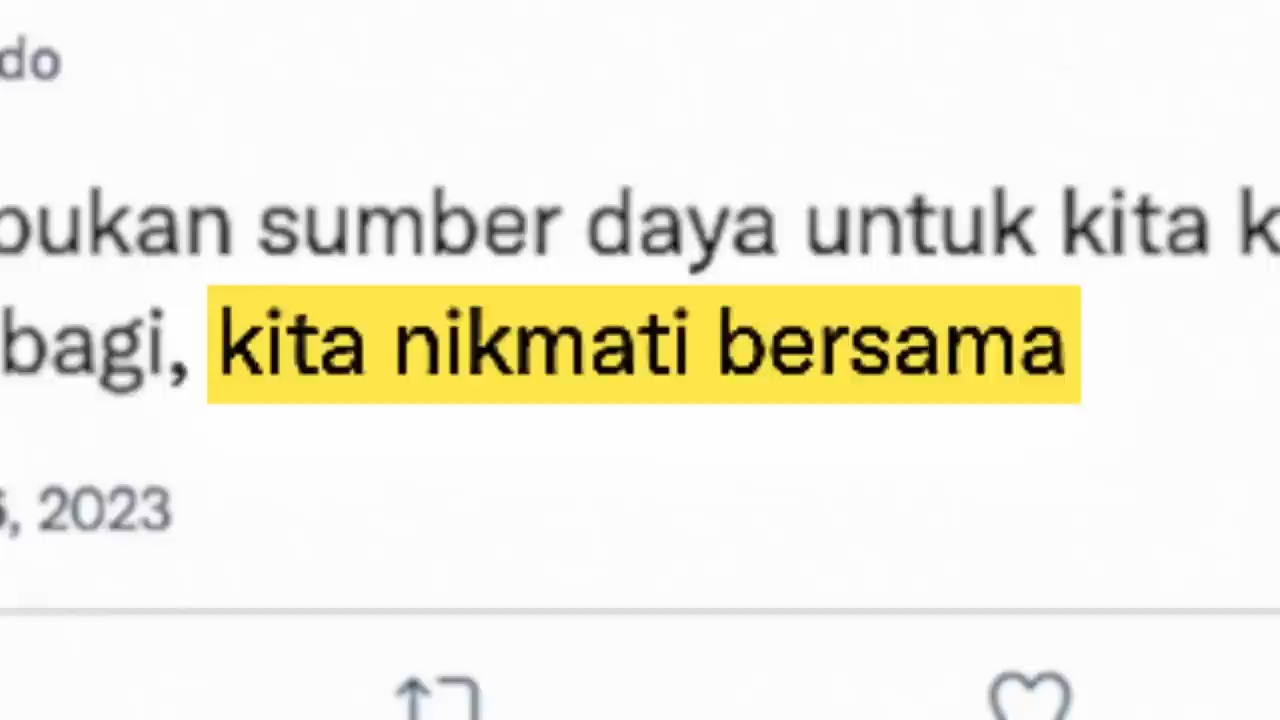 do
bukan sumber daya untuk kita k
bagi, kita nikmati bersama
, 2023